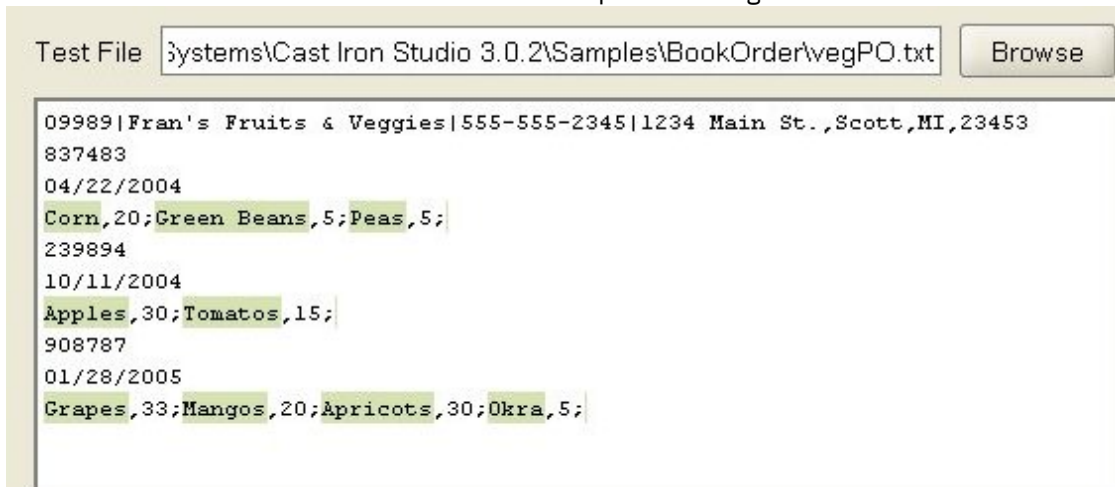 Test File ystems\Cast Iron Studio 3.0.2\Samples\BookOrder\vegPO.txt Browse
09989|Fran's Fruits & Veggies|555-555-2345|1234 Main St.,Scott,MI,23453
837483
04/22/2004
Corn,20;Green Beans,5;Peas,5;
239894
10/11/2004
Apples,30;Tomatos,15;
908787
01/28/2005
Grapes,33;Mangos,20;Apricots,30;Okra,5;